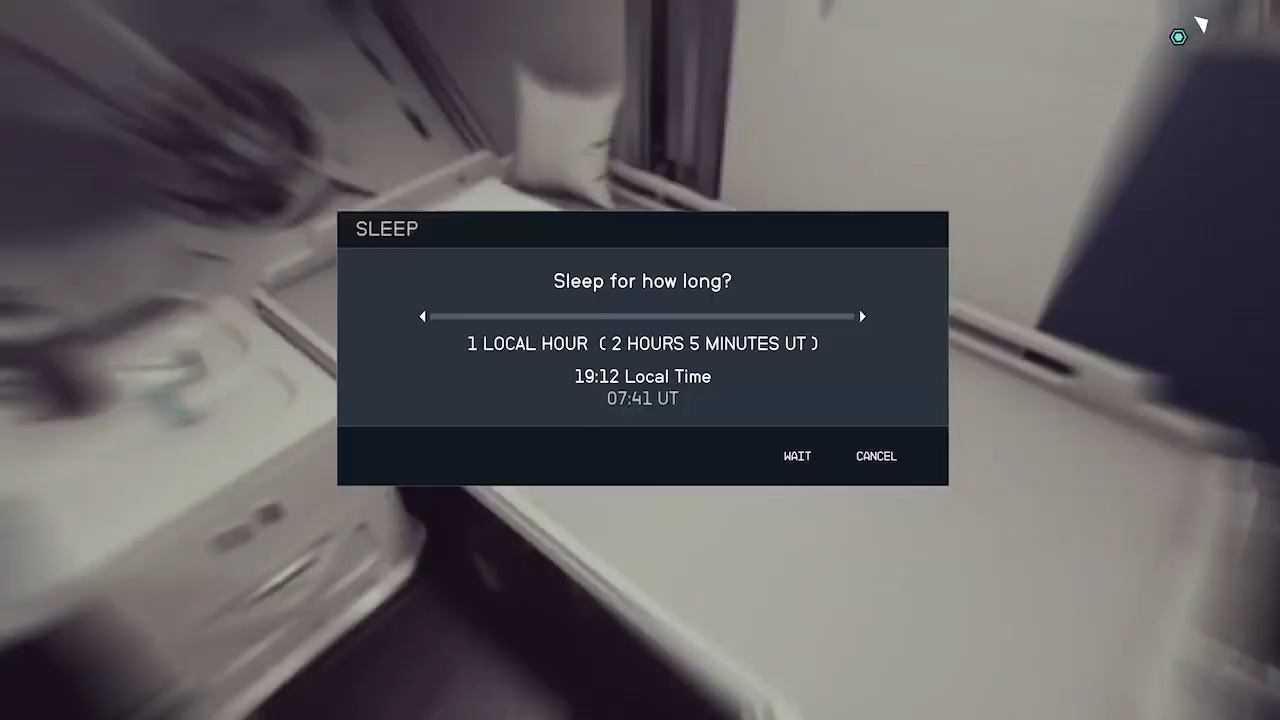 SLEEP
Sleep for how long?
1 LOCAL HOUR ( 2 HOURS 5 MINUTES UT )
19:12 Local Time
07:41 UT
WAIT CANCEL